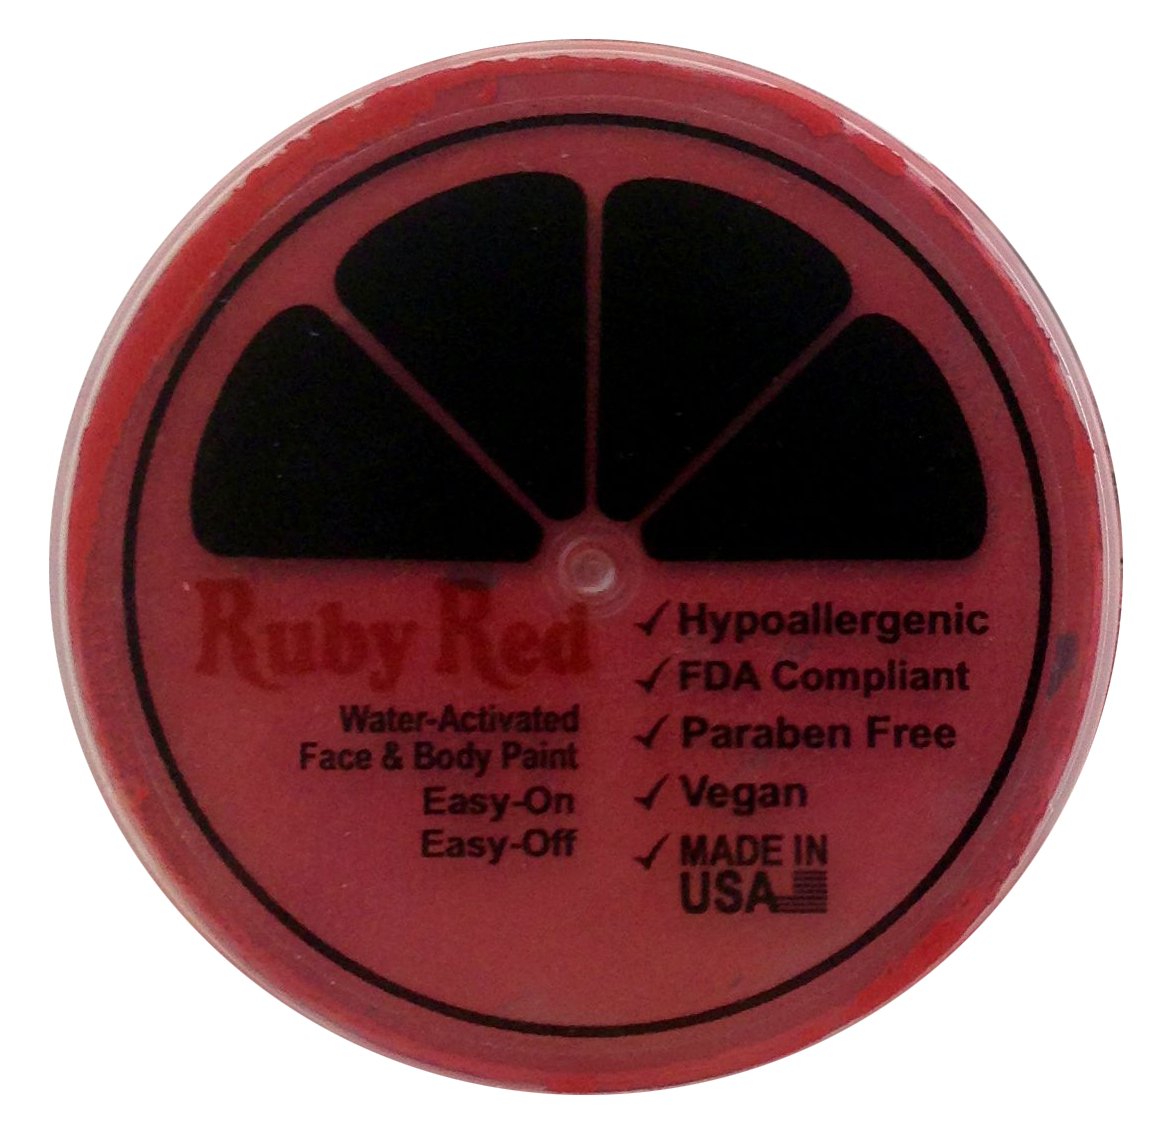 Ruby Red
Water-Activated
Face & Body Paint
Easy-On
Easy-Off
✓ Hypoallergenic
✓ FDA Compliant
✓ Paraben Free
✓ Vegan
✓ MADE IN
USA